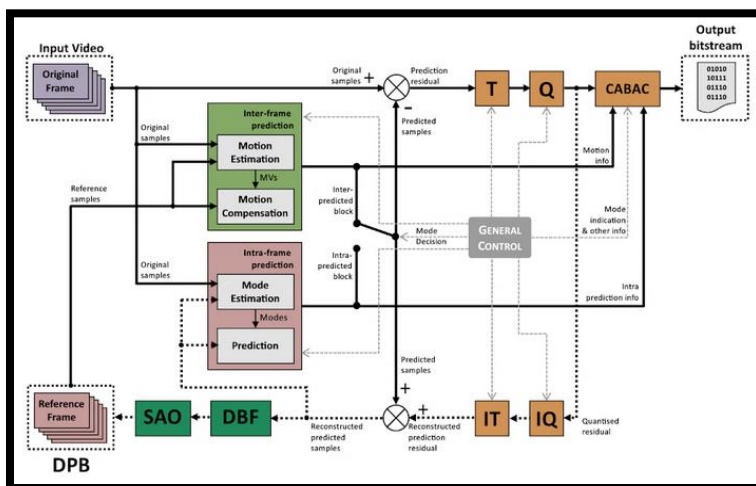 Input Video
Original
Frame
Original
samples
+
Prediction
residual
T
Q
CABAC
Output
bitstream
01010
10111
01110
01110
−
Predicted
samples
Inter-frame
prediction
Original
samples
Motion
Estimation
MVs
Motion
Compensation
Reference
samples
Inter-
predicted
block
Motion
info
Mode
Decision
GENERAL
CONTROL
Mode
indication
& other info
Intra-frame
prediction
Original
samples
Mode
Estimation
Modes
Prediction
Intra-
predicted
block
Intra
prediction info
Predicted
samples
+
+
Reference
Frame
DPB
SAO
DBF
Reconstructed
predicted
samples
Reconstructed
prediction
residual
IT
IQ
Quantised
residual